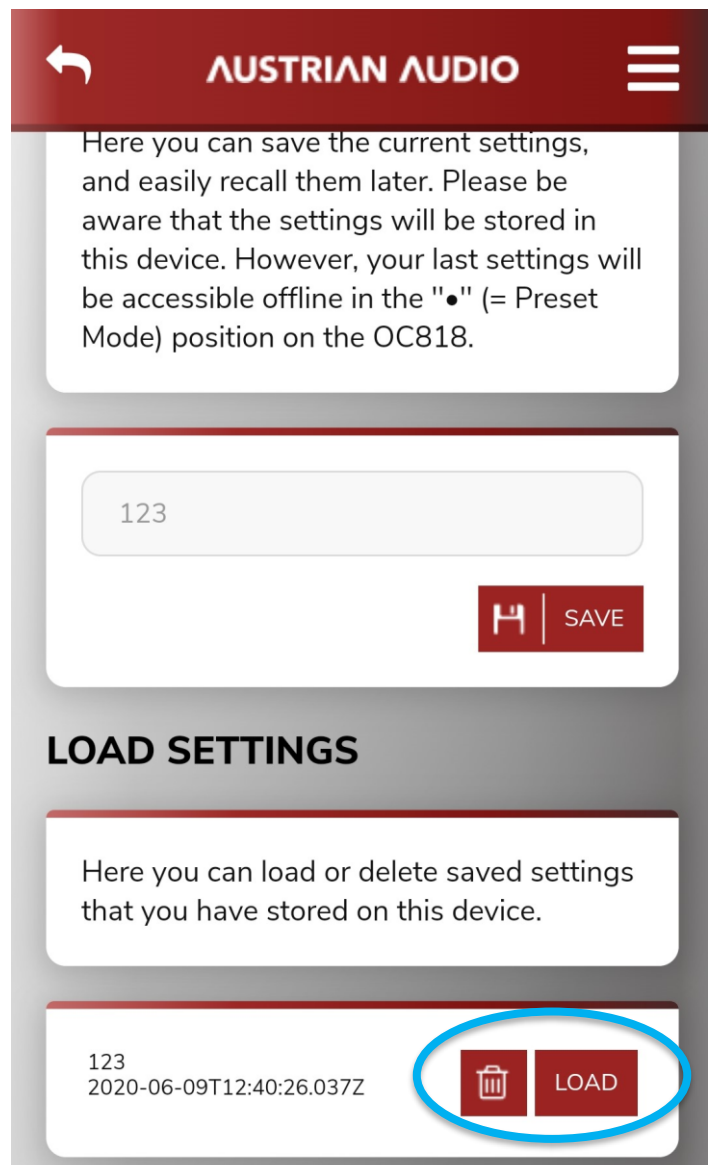 AUSTRIAN AUDIO
Here you can save the current settings,
and easily recall them later. Please be
aware that the settings will be stored in
this device. However, your last settings will
be accessible offline in the "•" (= Preset
Mode) position on the OC818.
123
SAVE
LOAD SETTINGS
Here you can load or delete saved settings
that you have stored on this device.
123
2020-06-09T12:40:26.037Z
LOAD